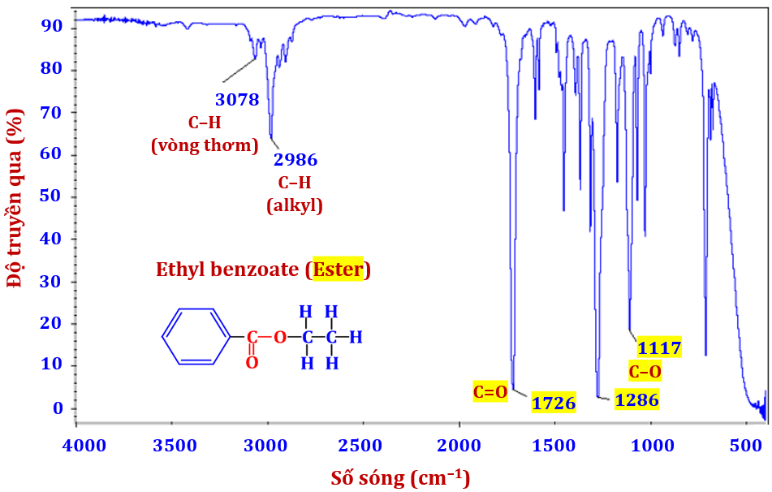 Độ truyền qua (%)
90
80
70
60
50
40
30
20
10
0
3078
C–H
(vòng thơm)
2986
C–H
(alkyl)
Ethyl benzoate (Ester)
H H
C–O–C–C–H
O H H
C=O
1726
1286
1117
C–O
4000 3000 2500 2000 1500 1000 500
Số sóng (cm⁻¹)